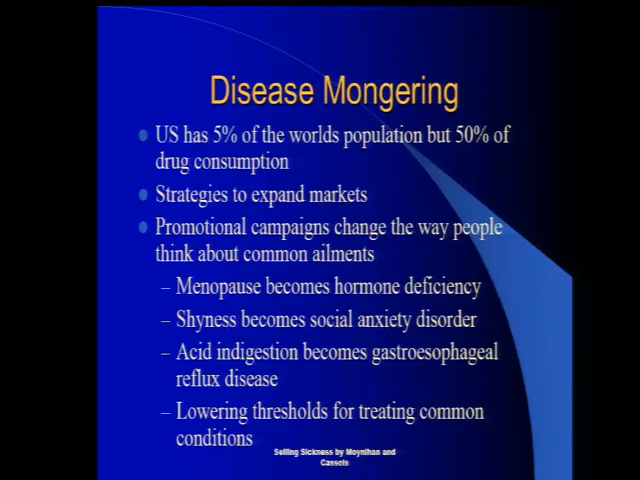 Disease Mongering
US has 5% of the worlds population but 50% of
drug consumption
Strategies to expand markets
Promotional campaigns change the way people
think about common ailments
– Menopause becomes hormone deficiency
– Shyness becomes social anxiety disorder
– Acid indigestion becomes gastroesophageal
reflux disease
– Lowering thresholds for treating common
conditions
Selling Sickness by Moynihan and
Cassels